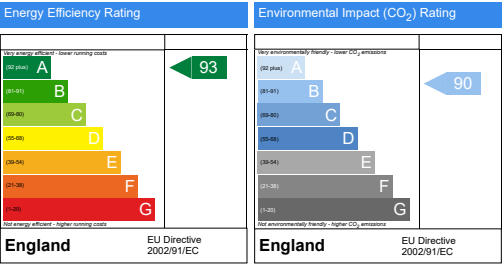 Energy Efficiency Rating
Very energy efficient - lower running costs
(92 plus) A
93
(81-91) B
(69-80) C
(55-68) D
(39-54) E
(21-38) F
(1-20) G
Not energy efficient - higher running costs
England
EU Directive
2002/91/EC
Environmental Impact (CO₂) Rating
Very environmentally friendly - lower CO₂ emissions
(92 plus) A
(81-91) B
90
(69-80) C
(55-68) D
(39-54) E
(21-38) F
(1-20) G
Not environmentally friendly - higher CO₂ emissions
England
EU Directive
2002/91/EC